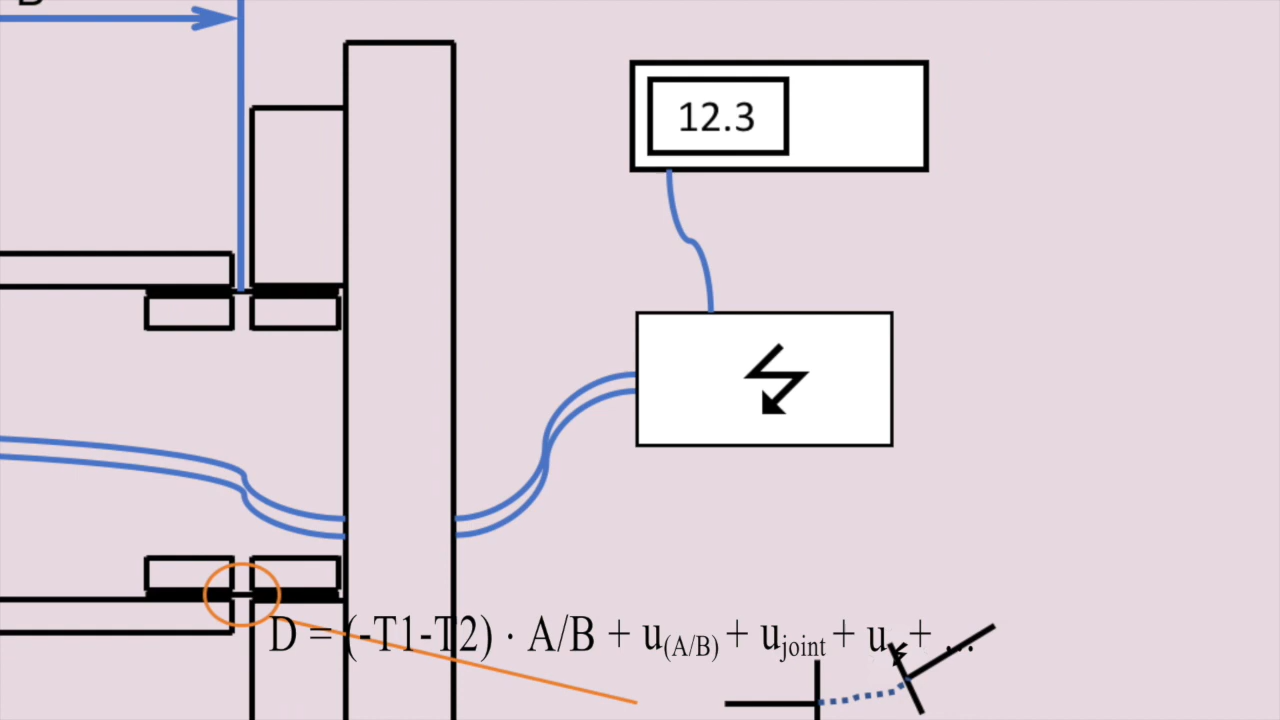 12.3
D = (-T1-T2) · A/B + u(A/B) + ujoint + u + ...